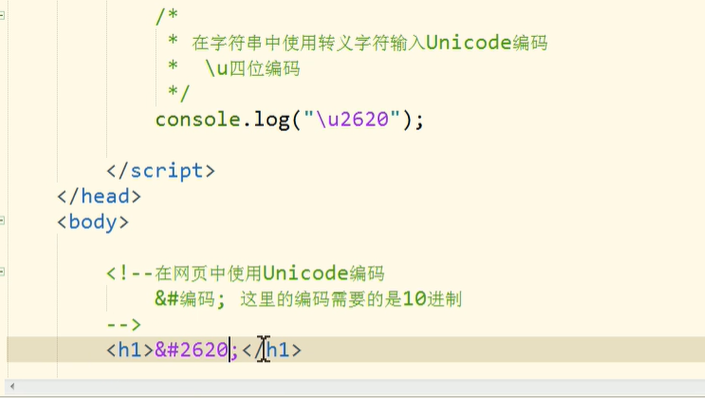 /*
* 在字符串中使用转义字符输入Unicode编码
* \u四位编码
*/
console.log("\u2620");
</script>
</head>
<body>
<!--在网页中使用Unicode编码
&#编码; 这里的编码需要的是10进制
-->
<h1>&#2620;</h1>